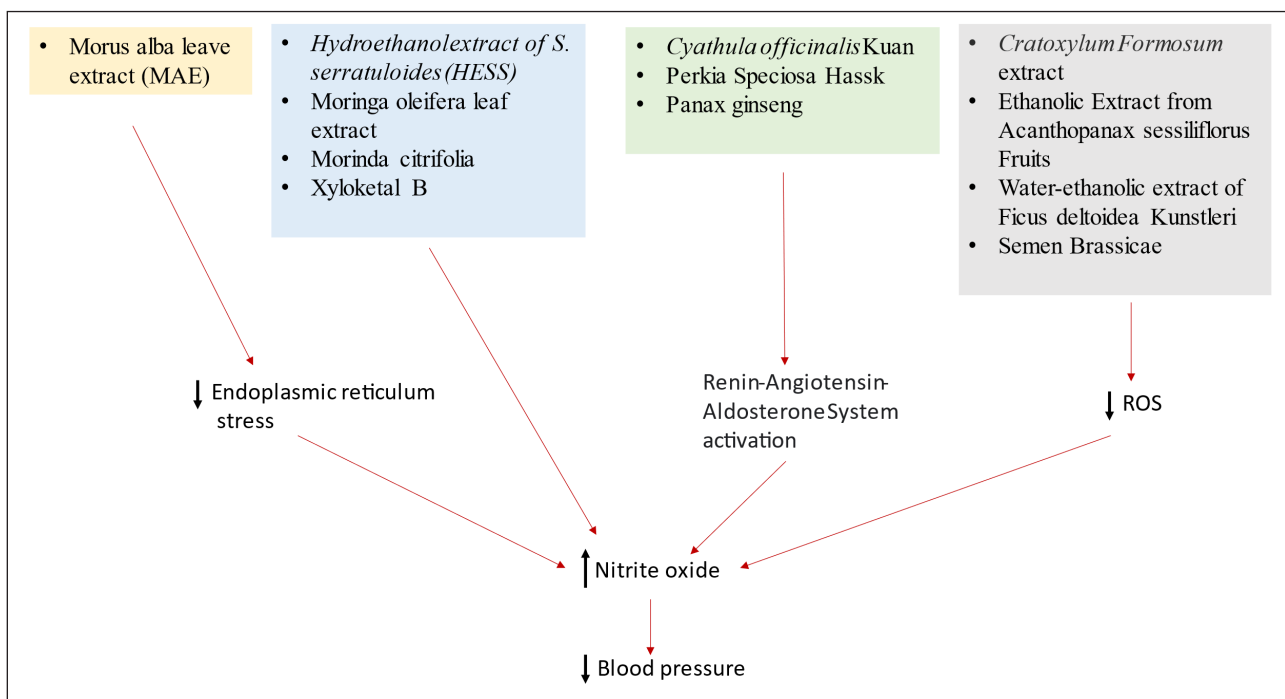 • Morus alba leave
extract (MAE)
• Hydroethanolextract of S.
serratuloides (HESS)
• Moringa oleifera leaf
extract
• Morinda citrifolia
• Xyloketal B
• Cyathula officinalis Kuan
• Perkia Speciosa Hassk
• Panax ginseng
• Cratoxylum Formosum
extract
• Ethanolic Extract from
Acanthopanax sessiliflorus
Fruits
• Water-ethanolic extract of
Ficus deltoidea Kunstleri
• Semen Brassicae
↓ Endoplasmic reticulum
stress
Renin-Angiotensin-
Aldosterone System
activation
↓ ROS
↑ Nitrite oxide
↓ Blood pressure